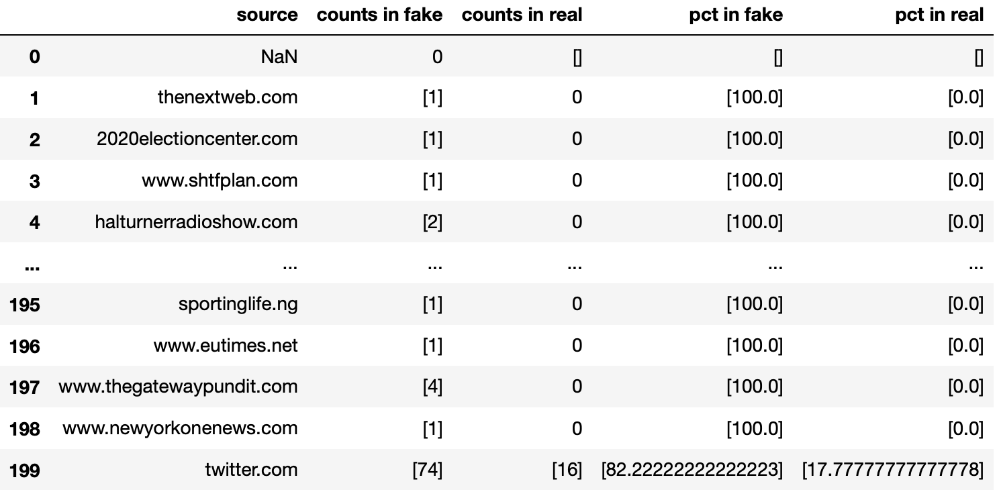 source counts in fake counts in real pct in fake pct in real
0 NaN 0 [] [] []
1 thenextweb.com [1] 0 [100.0] [0.0]
2 2020electioncenter.com [1] 0 [100.0] [0.0]
3 www.shtfplan.com [1] 0 [100.0] [0.0]
4 halturnerradioshow.com [2] 0 [100.0] [0.0]
... ... ... ... ... ...
195 sportinglife.ng [1] 0 [100.0] [0.0]
196 www.eutimes.net [1] 0 [100.0] [0.0]
197 www.thegatewaypundit.com [4] 0 [100.0] [0.0]
198 www.newyorkonenews.com [1] 0 [100.0] [0.0]
199 twitter.com [74] [16] [82.22222222222223] [17.77777777777778]